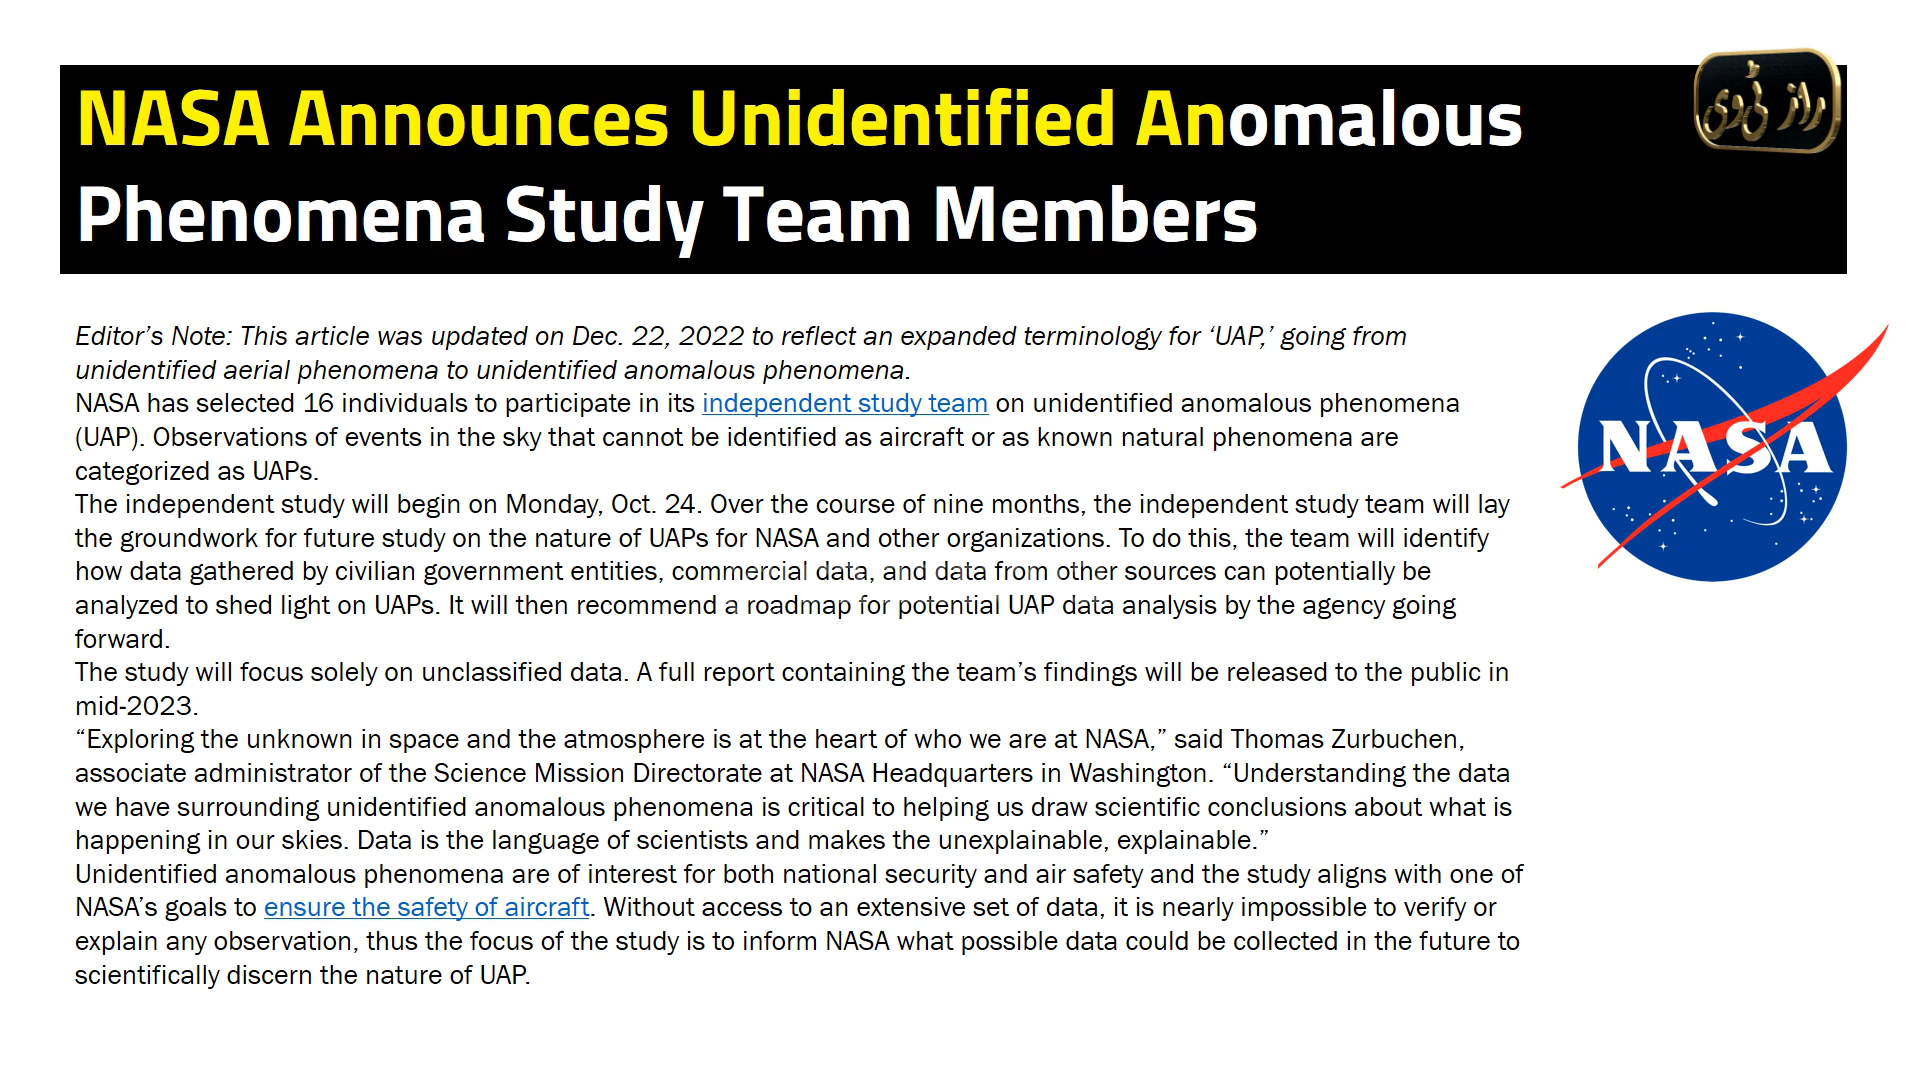 NASA Announces Unidentified Anomalous
Phenomena Study Team Members
راز ٹی وی
Editor’s Note: This article was updated on Dec. 22, 2022 to reflect an expanded terminology for ‘UAP,’ going from
unidentified aerial phenomena to unidentified anomalous phenomena.
NASA has selected 16 individuals to participate in its independent study team on unidentified anomalous phenomena
(UAP). Observations of events in the sky that cannot be identified as aircraft or as known natural phenomena are
categorized as UAPs.
The independent study will begin on Monday, Oct. 24. Over the course of nine months, the independent study team will lay
the groundwork for future study on the nature of UAPs for NASA and other organizations. To do this, the team will identify
how data gathered by civilian government entities, commercial data, and data from other sources can potentially be
analyzed to shed light on UAPs. It will then recommend a roadmap for potential UAP data analysis by the agency going
forward.
The study will focus solely on unclassified data. A full report containing the team’s findings will be released to the public in
mid-2023.
“Exploring the unknown in space and the atmosphere is at the heart of who we are at NASA,” said Thomas Zurbuchen,
associate administrator of the Science Mission Directorate at NASA Headquarters in Washington. “Understanding the data
we have surrounding unidentified anomalous phenomena is critical to helping us draw scientific conclusions about what is
happening in our skies. Data is the language of scientists and makes the unexplainable, explainable.”
Unidentified anomalous phenomena are of interest for both national security and air safety and the study aligns with one of
NASA’s goals to ensure the safety of aircraft. Without access to an extensive set of data, it is nearly impossible to verify or
explain any observation, thus the focus of the study is to inform NASA what possible data could be collected in the future to
scientifically discern the nature of UAP.
NASA